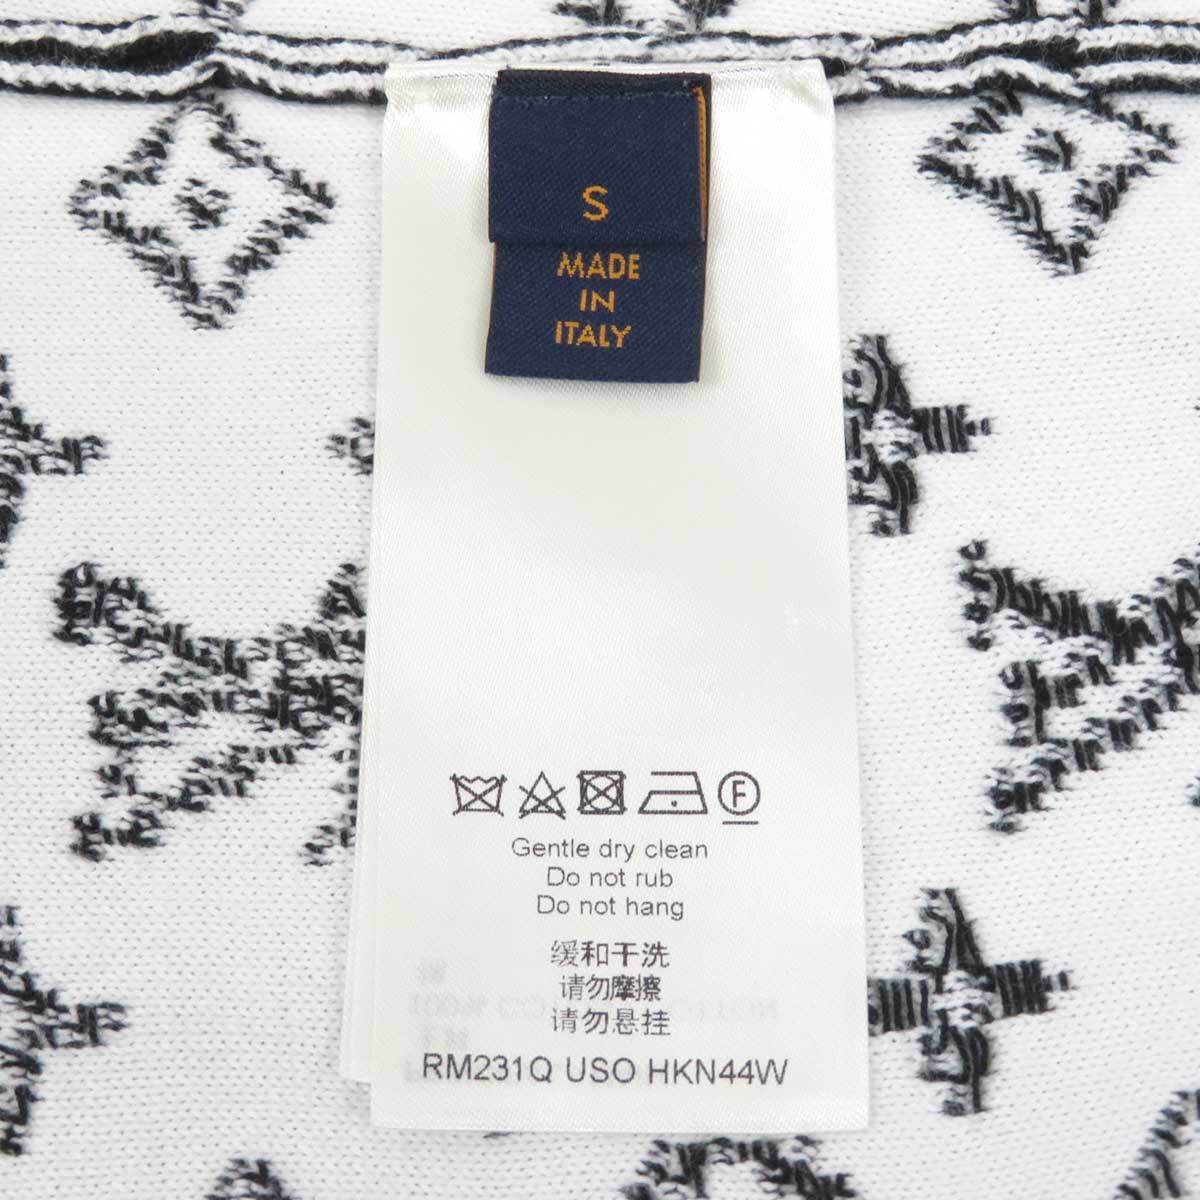 S
MADE
IN
ITALY
F
Gentle dry clean
Do not rub
Do not hang
缓和干洗
请勿摩擦
请勿悬挂
RM231Q USO HKN44W